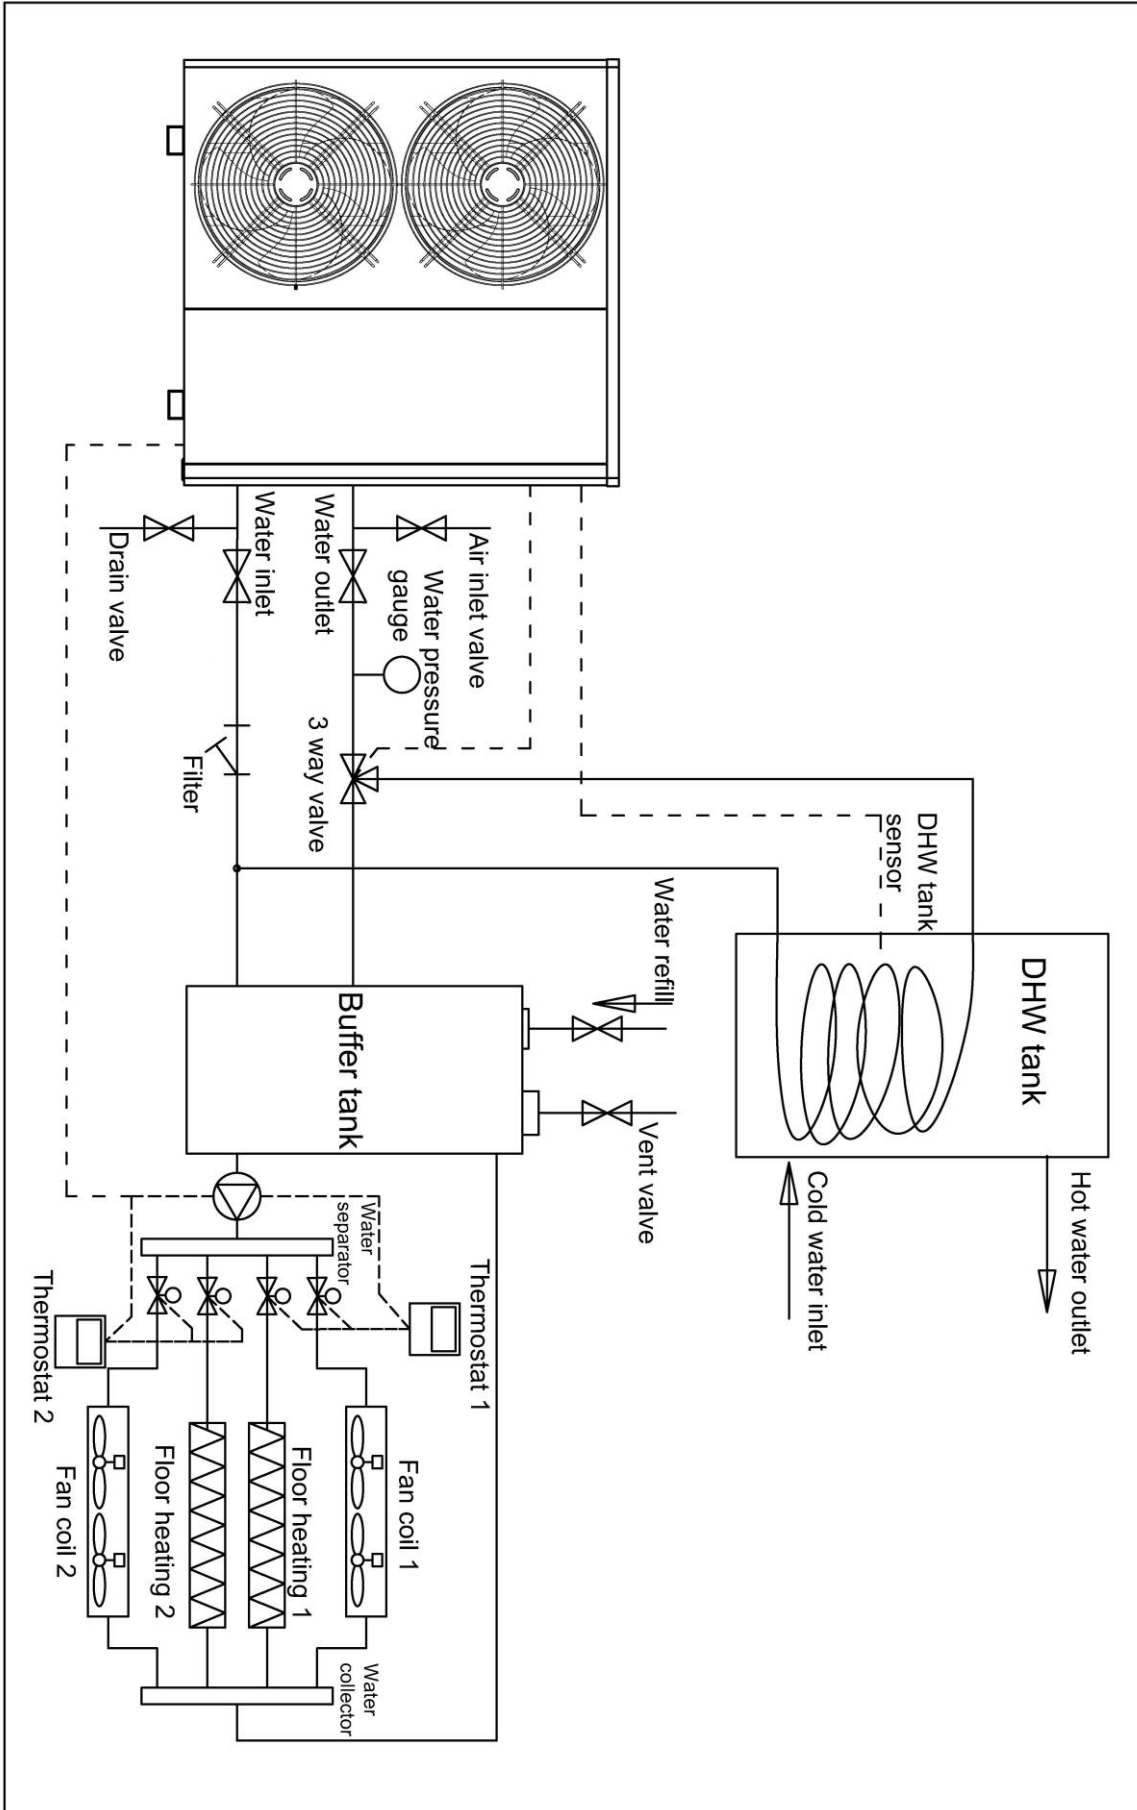 DHW tank
Hot water outlet
Cold water inlet
DHW tank
sensor
Water refill
Vent valve
Air inlet valve
Water pressure
gauge
Water outlet
3 way valve
Water inlet
Filter
Drain valve
Buffer tank
Water
separator
Thermostat 1
Thermostat 2
Fan coil 1
Floor heating 1
Floor heating 2
Fan coil 2
Water
collector